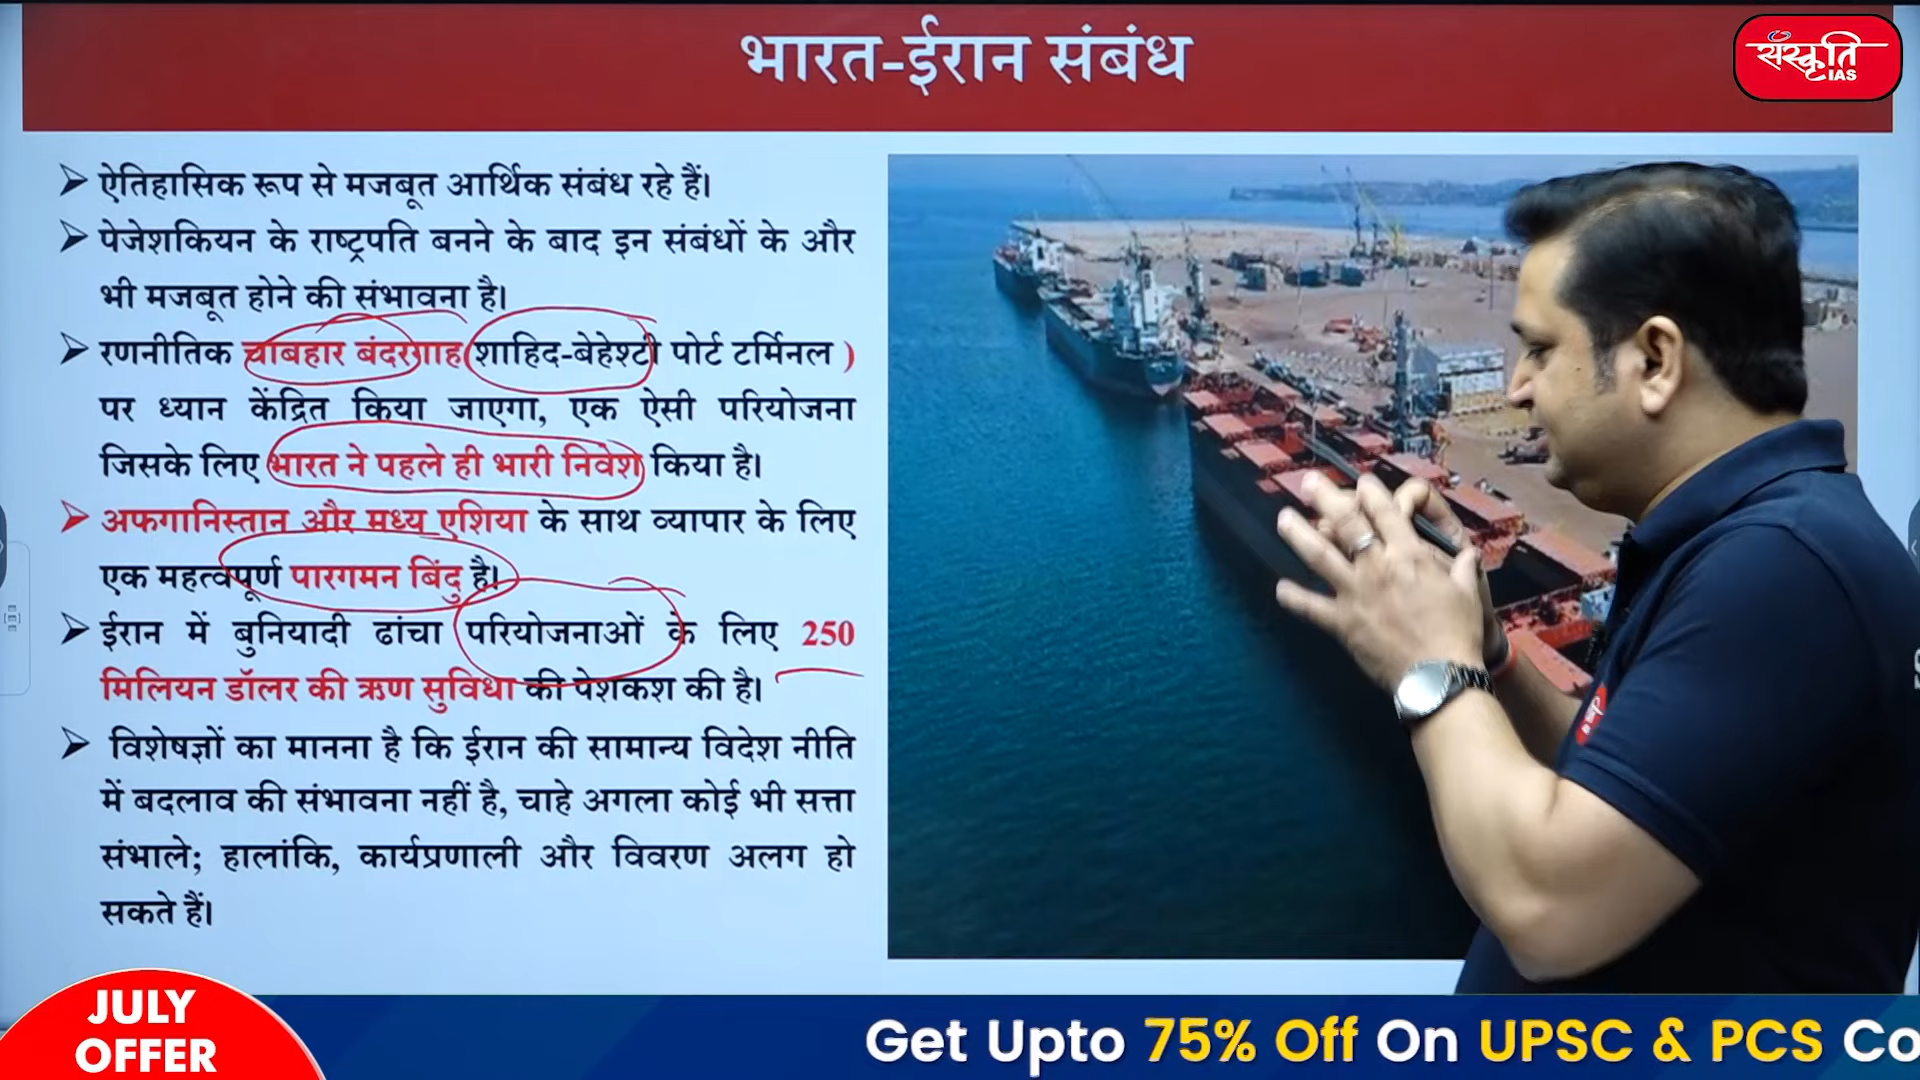 भारत-ईरान संबंध
संस्कृति
IAS
➢ ऐतिहासिक रूप से मजबूत आर्थिक संबंध रहे हैं।
➢ पेजेशकियन के राष्ट्रपति बनने के बाद इन संबंधों के और
भी मजबूत होने की संभावना है।
➢ रणनीतिक चाबहार बंदरगाह(शाहिद-बेहेश्टी पोर्ट टर्मिनल )
पर ध्यान केंद्रित किया जाएगा, एक ऐसी परियोजना
जिसके लिए भारत ने पहले ही भारी निवेश किया है।
➢ अफगानिस्तान और मध्य एशिया के साथ व्यापार के लिए
एक महत्वपूर्ण पारगमन बिंदु है।
➢ ईरान में बुनियादी ढांचा परियोजनाओं के लिए 250
मिलियन डॉलर की ऋण सुविधा की पेशकश की है।
➢ विशेषज्ञों का मानना है कि ईरान की सामान्य विदेश नीति
में बदलाव की संभावना नहीं है, चाहे अगला कोई भी सत्ता
संभाले; हालांकि, कार्यप्रणाली और विवरण अलग हो
सकते हैं।
JULY
OFFER
Get Upto 75% Off On UPSC & PCS Co